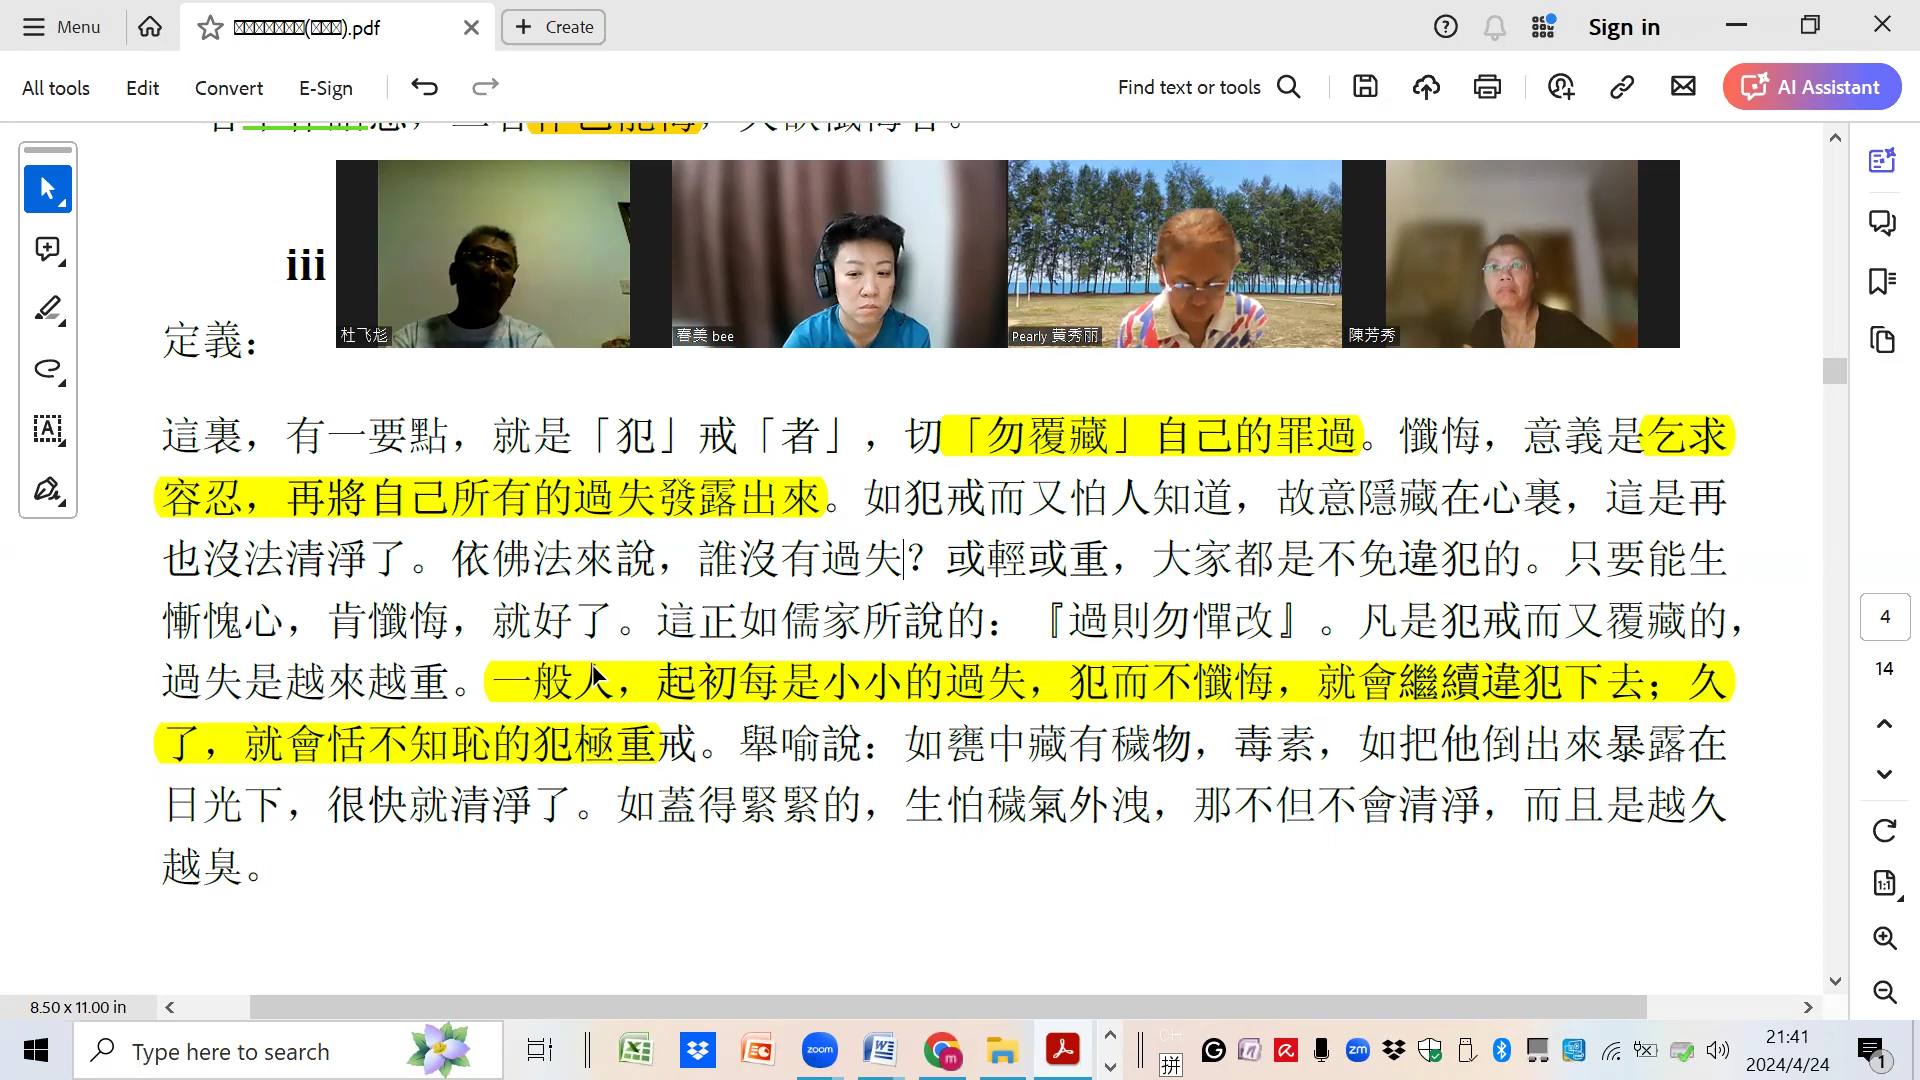 Menu
).pdf
Create
Sign in
All tools
Edit
Convert
E-Sign
Find text or tools
AI Assistant
iii
杜飞彪
春美 bee
Pearly 黃秀丽
陳芳秀
定義：
這裏，有一要點，就是「犯」戒「者」，切「勿覆藏」自己的罪過。懺悔，意義是乞求
容忍，再將自己所有的過失發露出來。如犯戒而又怕人知道，故意隱藏在心裏，這是再
也沒法清淨了。依佛法來說，誰沒有過失？或輕或重，大家都是不免違犯的。只要能生
慚愧心，肯懺悔，就好了。這正如儒家所說的：『過則勿憚改』。凡是犯戒而又覆藏的，
過失是越來越重。一般人，起初每是小小的過失，犯而不懺悔，就會繼續違犯下去；久
了，就會恬不知恥的犯極重戒。舉喻說：如甕中藏有穢物，毒素，如把他倒出來暴露在
日光下，很快就清淨了。如蓋得緊緊的，生怕穢氣外洩，那不但不會清淨，而且是越久
越臭。
4
14
8.50 x 11.00 in
Type here to search
zoom
拼
zm
21:41
2024/4/24
1